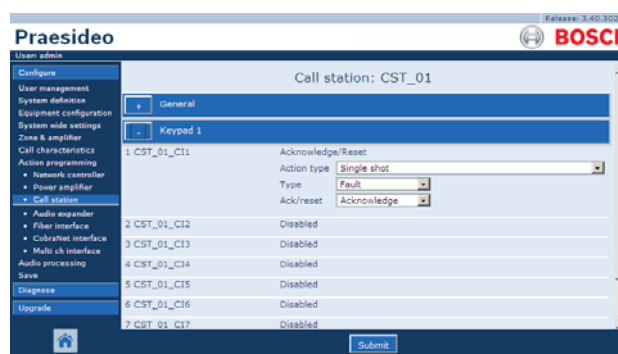 Release: 3.40.302
Praesideo
BOSCH
User: admin
Configure
User management
System definition
Equipment configuration
System wide settings
Zone & amplifier
Call characteristics
Action programming
• Network controller
• Power amplifier
• Call station
• Audio expander
• Fiber interface
• CobraNet interface
• Multi ch interface
Audio processing
Save
Diagnose
Upgrade
Call station: CST_01
+ General
- Keypad 1
1 CST_01_CI1 Acknowledge/Reset
Action type Single shot
Type Fault
Ack/reset Acknowledge
2 CST_01_CI2 Disabled
3 CST_01_CI3 Disabled
4 CST_01_CI4 Disabled
5 CST_01_CI5 Disabled
6 CST_01_CI6 Disabled
7 CST_01_CI7 Disabled
Submit